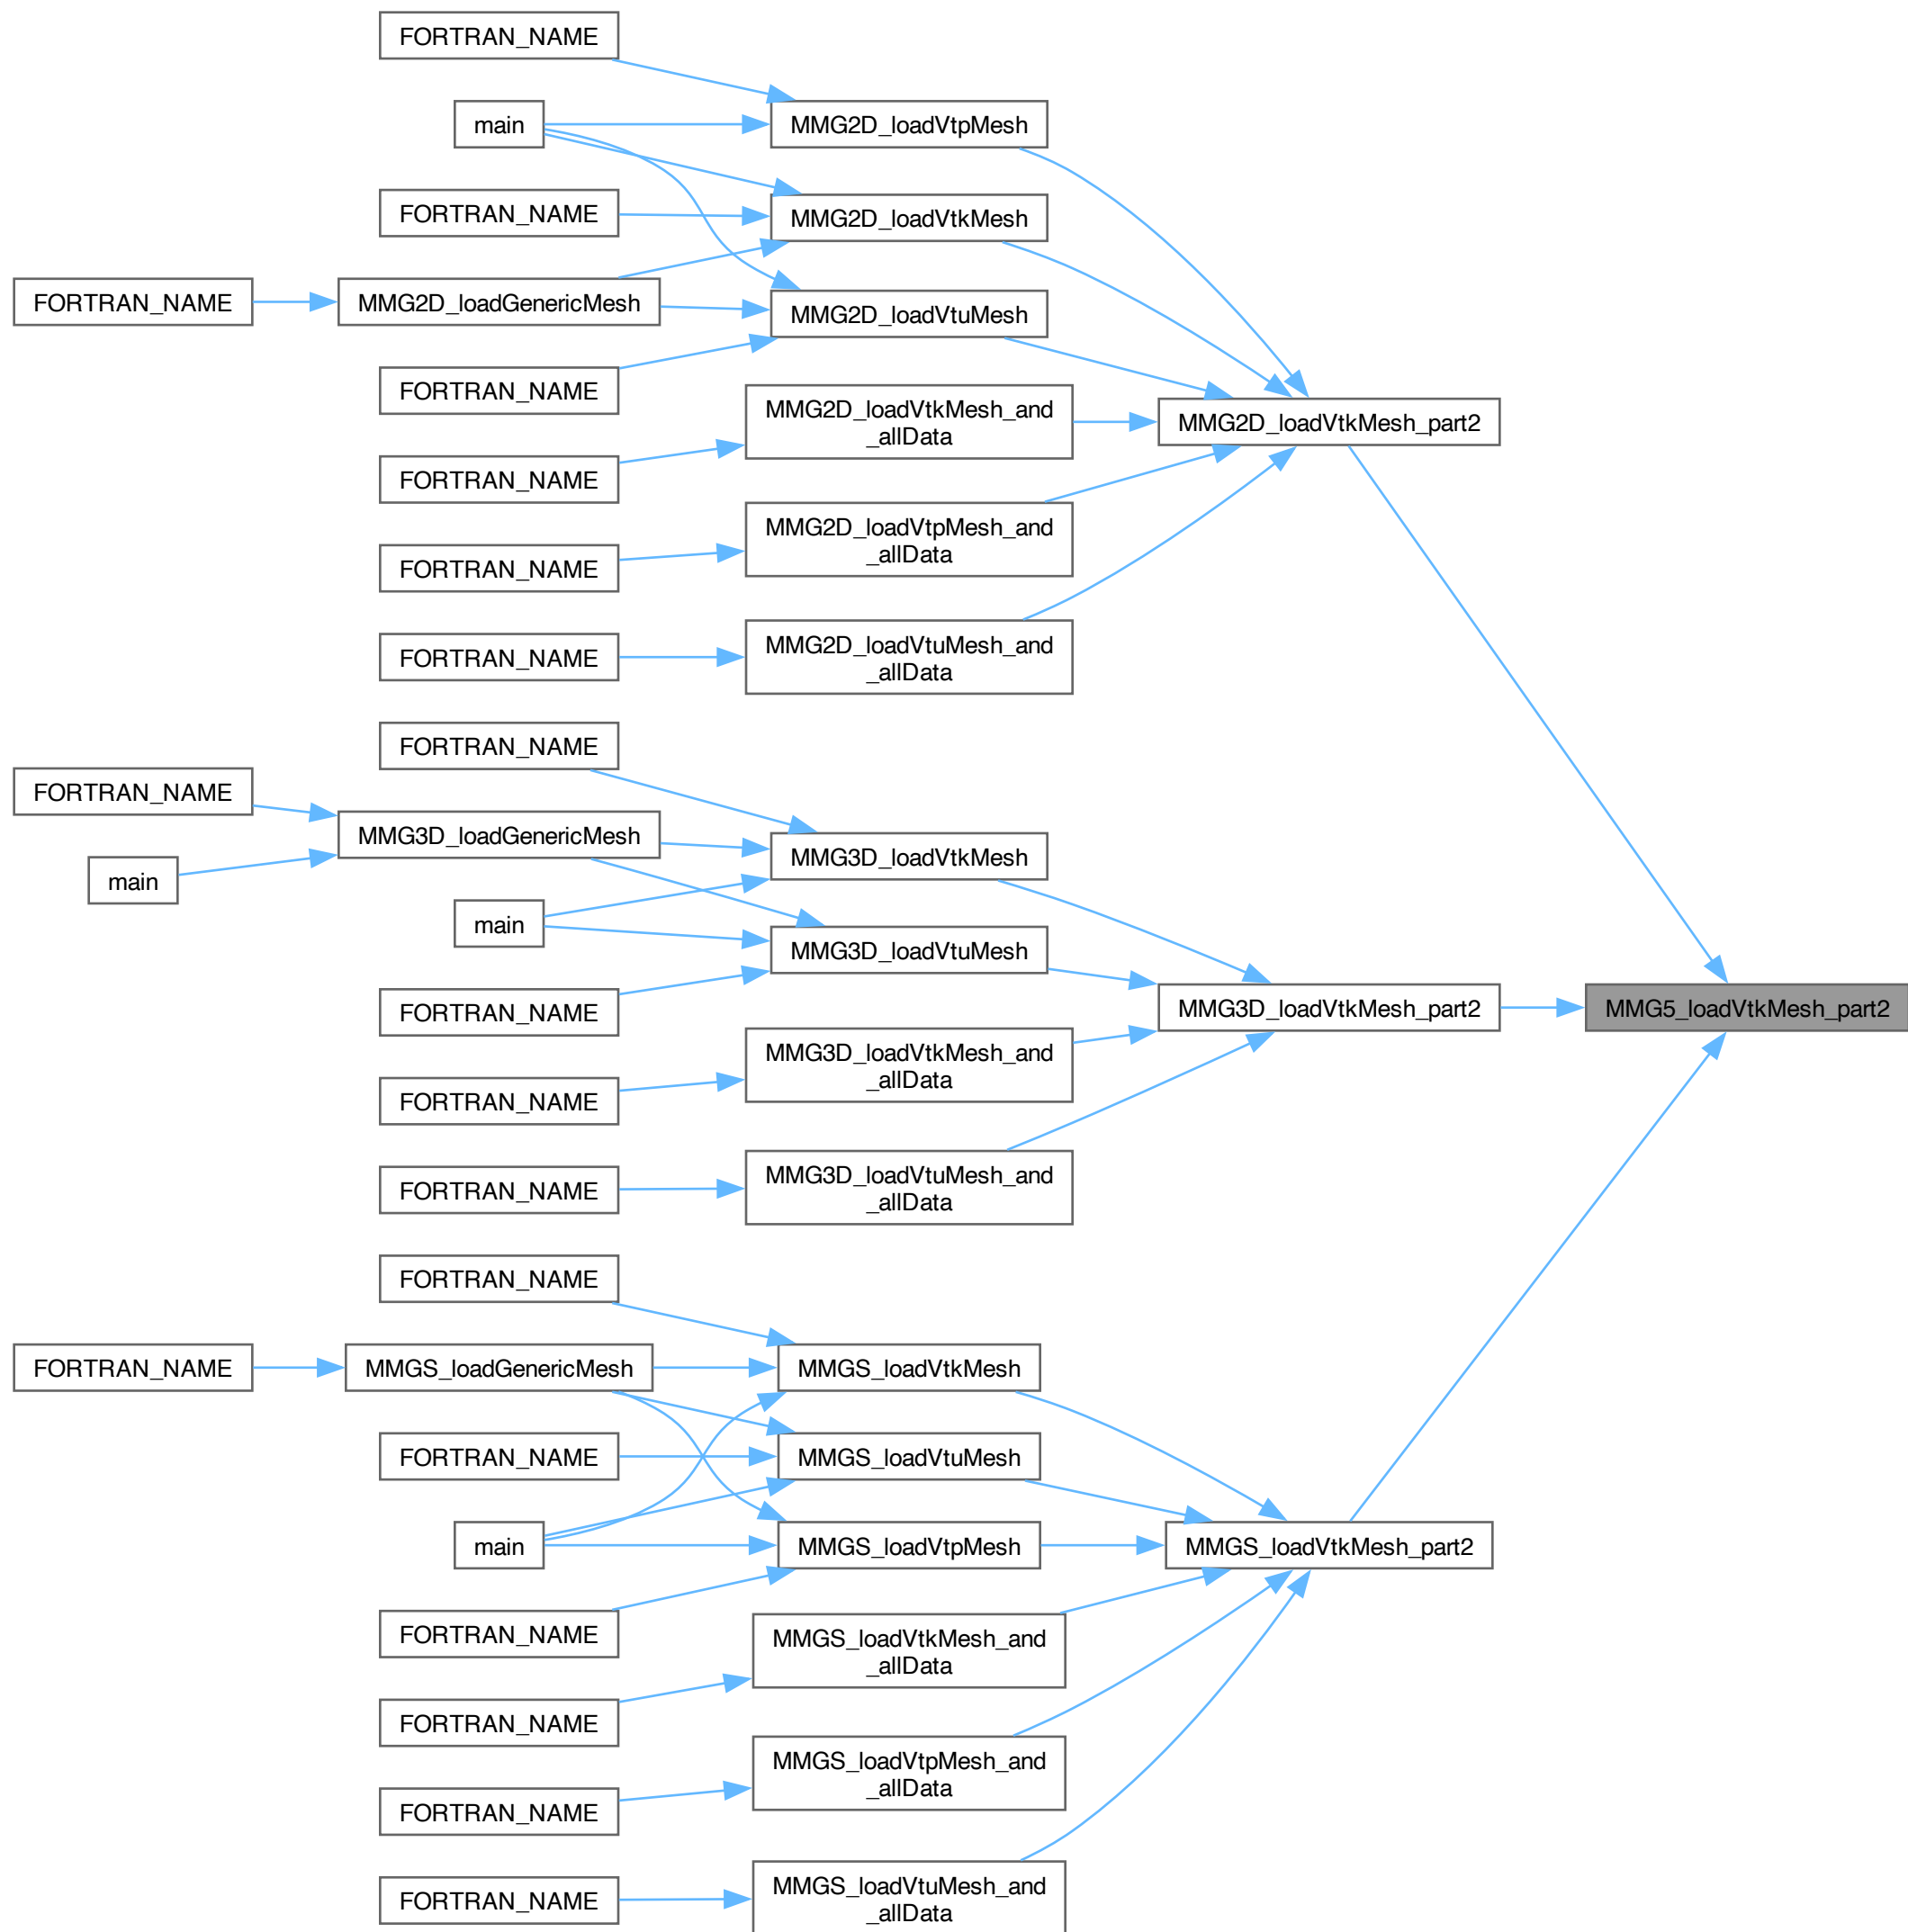 FORTRAN_NAME
main
MMG2D_loadVtpMesh
FORTRAN_NAME
MMG2D_loadVtkMesh
FORTRAN_NAME
MMG2D_loadGenericMesh
MMG2D_loadVtuMesh
FORTRAN_NAME
MMG2D_loadVtkMesh_and
_allData
MMG2D_loadVtkMesh_part2
FORTRAN_NAME
MMG2D_loadVtpMesh_and
_allData
FORTRAN_NAME
MMG2D_loadVtuMesh_and
_allData
FORTRAN_NAME
FORTRAN_NAME
FORTRAN_NAME
MMG3D_loadGenericMesh
MMG3D_loadVtkMesh
main
main
MMG3D_loadVtuMesh
FORTRAN_NAME
MMG3D_loadVtkMesh_part2
MMG5_loadVtkMesh_part2
MMG3D_loadVtkMesh_and
_allData
FORTRAN_NAME
MMG3D_loadVtuMesh_and
_allData
FORTRAN_NAME
FORTRAN_NAME
FORTRAN_NAME
MMGS_loadGenericMesh
MMGS_loadVtkMesh
FORTRAN_NAME
MMGS_loadVtuMesh
main
MMGS_loadVtpMesh
MMGS_loadVtkMesh_part2
FORTRAN_NAME
MMGS_loadVtkMesh_and
_allData
FORTRAN_NAME
MMGS_loadVtpMesh_and
_allData
FORTRAN_NAME
MMGS_loadVtuMesh_and
_allData
FORTRAN_NAME